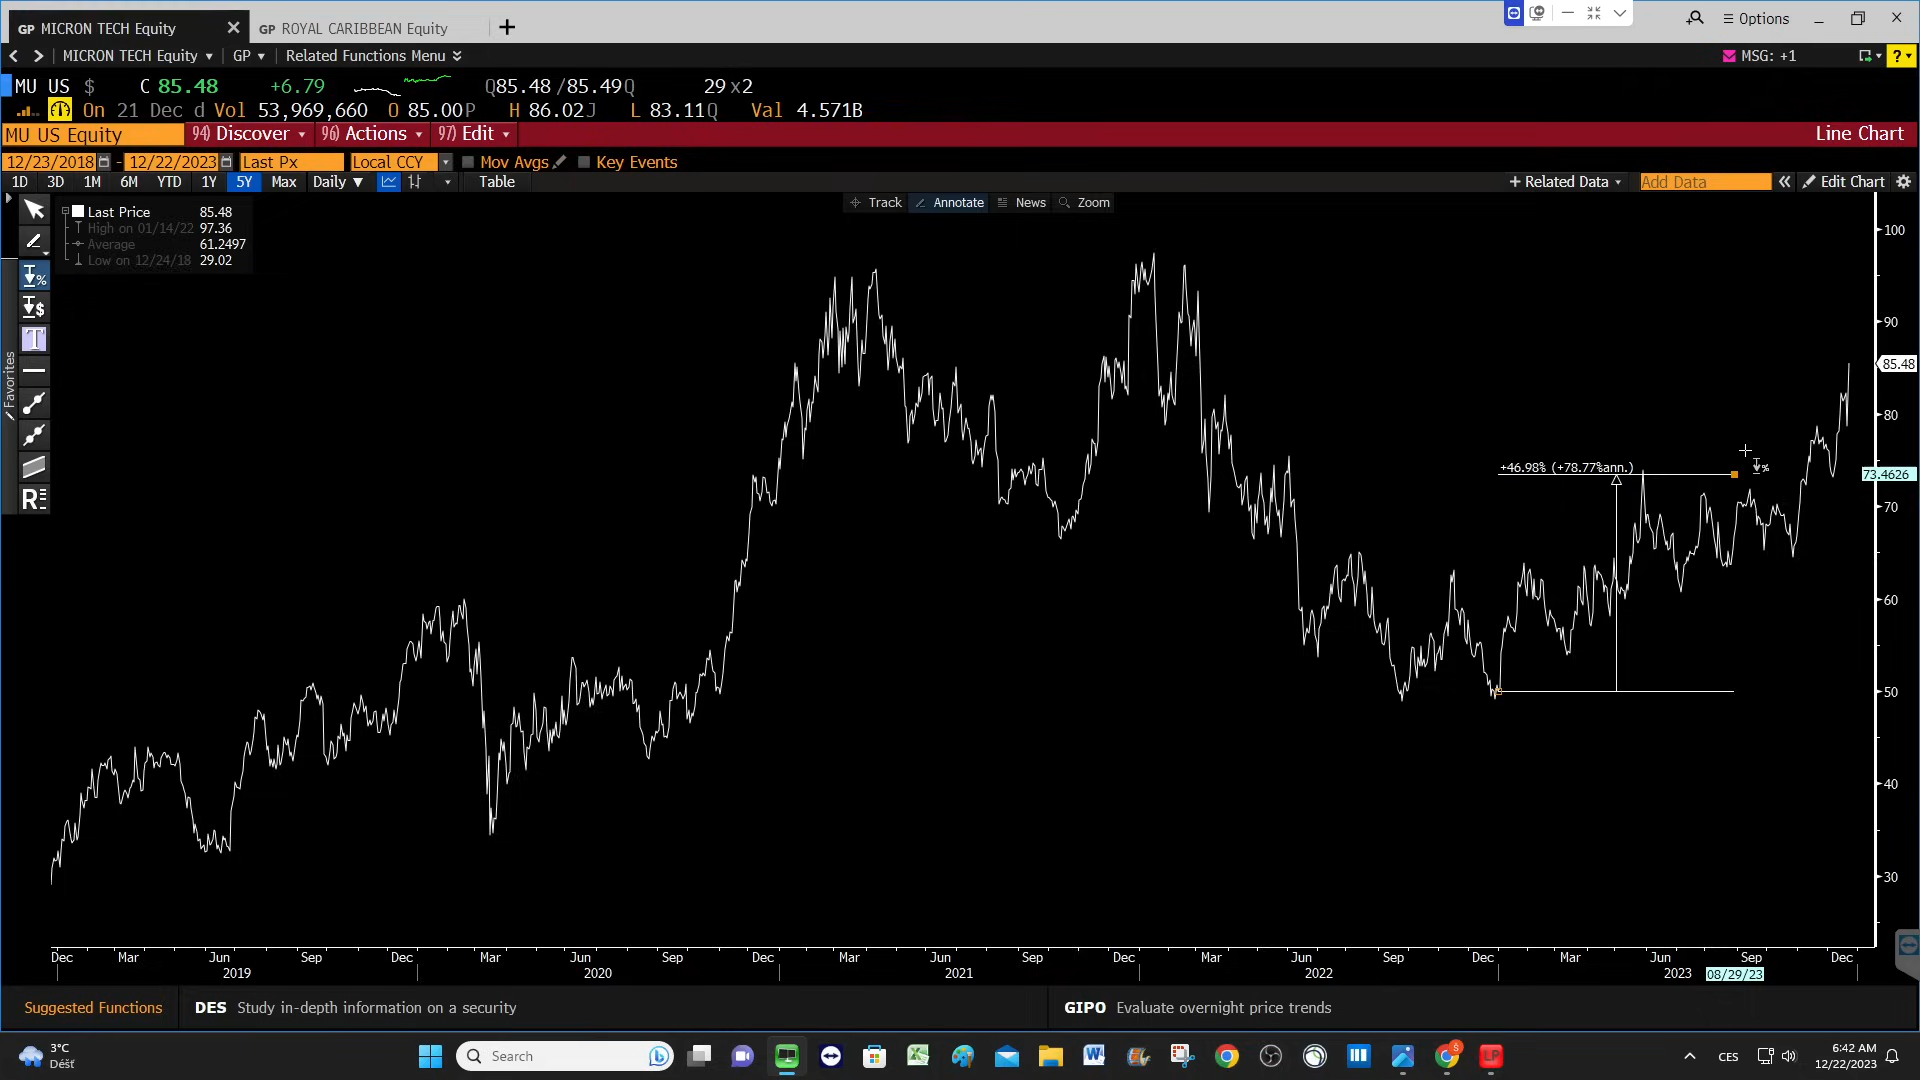 GP MICRON TECH Equity
GP ROYAL CARIBBEAN Equity
Options
MICRON TECH Equity GP Related Functions Menu
MSG: +1
MU US $ C 85.48 +6.79 Q85.48 /85.49Q 29x2
On 21 Dec d Vol 53,969,660 O 85.00P H 86.02J L 83.11Q Val 4.571B
MU US Equity 94) Discover 96) Actions 97) Edit Line Chart
12/23/2018 - 12/22/2023 Last Px Local CCY Mov Avgs Key Events
1D 3D 1M 6M YTD 1Y 5Y Max Daily ▼ Table + Related Data Add Data « Edit Chart
Track Annotate News Zoom
Last Price 85.48
High on 01/14/22 97.36
Average 61.2497
Low on 12/24/18 29.02
Favorites
% $ T R
100
90
85.48
80
+46.98% (+78.77%ann.)
%
73.4626
70
60
50
40
30
Dec Mar Jun Sep Dec Mar Jun Sep Dec Mar Jun Sep Dec Mar Jun Sep Dec Mar Jun Sep Dec
2019 2020 2021 2022 2023 08/29/23
Suggested Functions DES Study in-depth information on a security GIPO Evaluate overnight price trends
3°C
Déšť
Search
CES
6:42 AM
12/22/2023